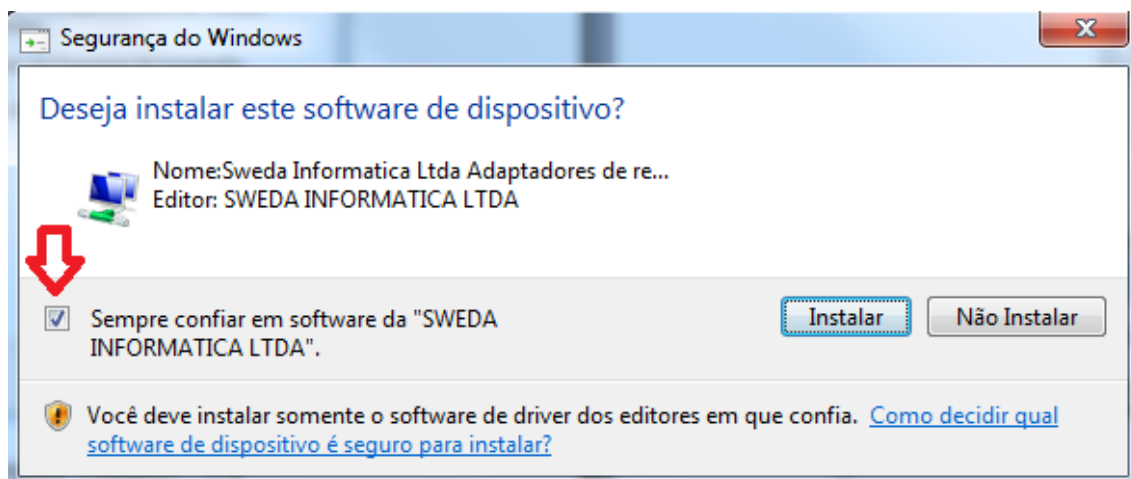 Segurança do Windows
Deseja instalar este software de dispositivo?
Nome:Sweda Informatica Ltda Adaptadores de re...
Editor: SWEDA INFORMATICA LTDA
Sempre confiar em software da "SWEDA
INFORMATICA LTDA".
Instalar
Não Instalar
Você deve instalar somente o software de driver dos editores em que confia. Como decidir qual
software de dispositivo é seguro para instalar?